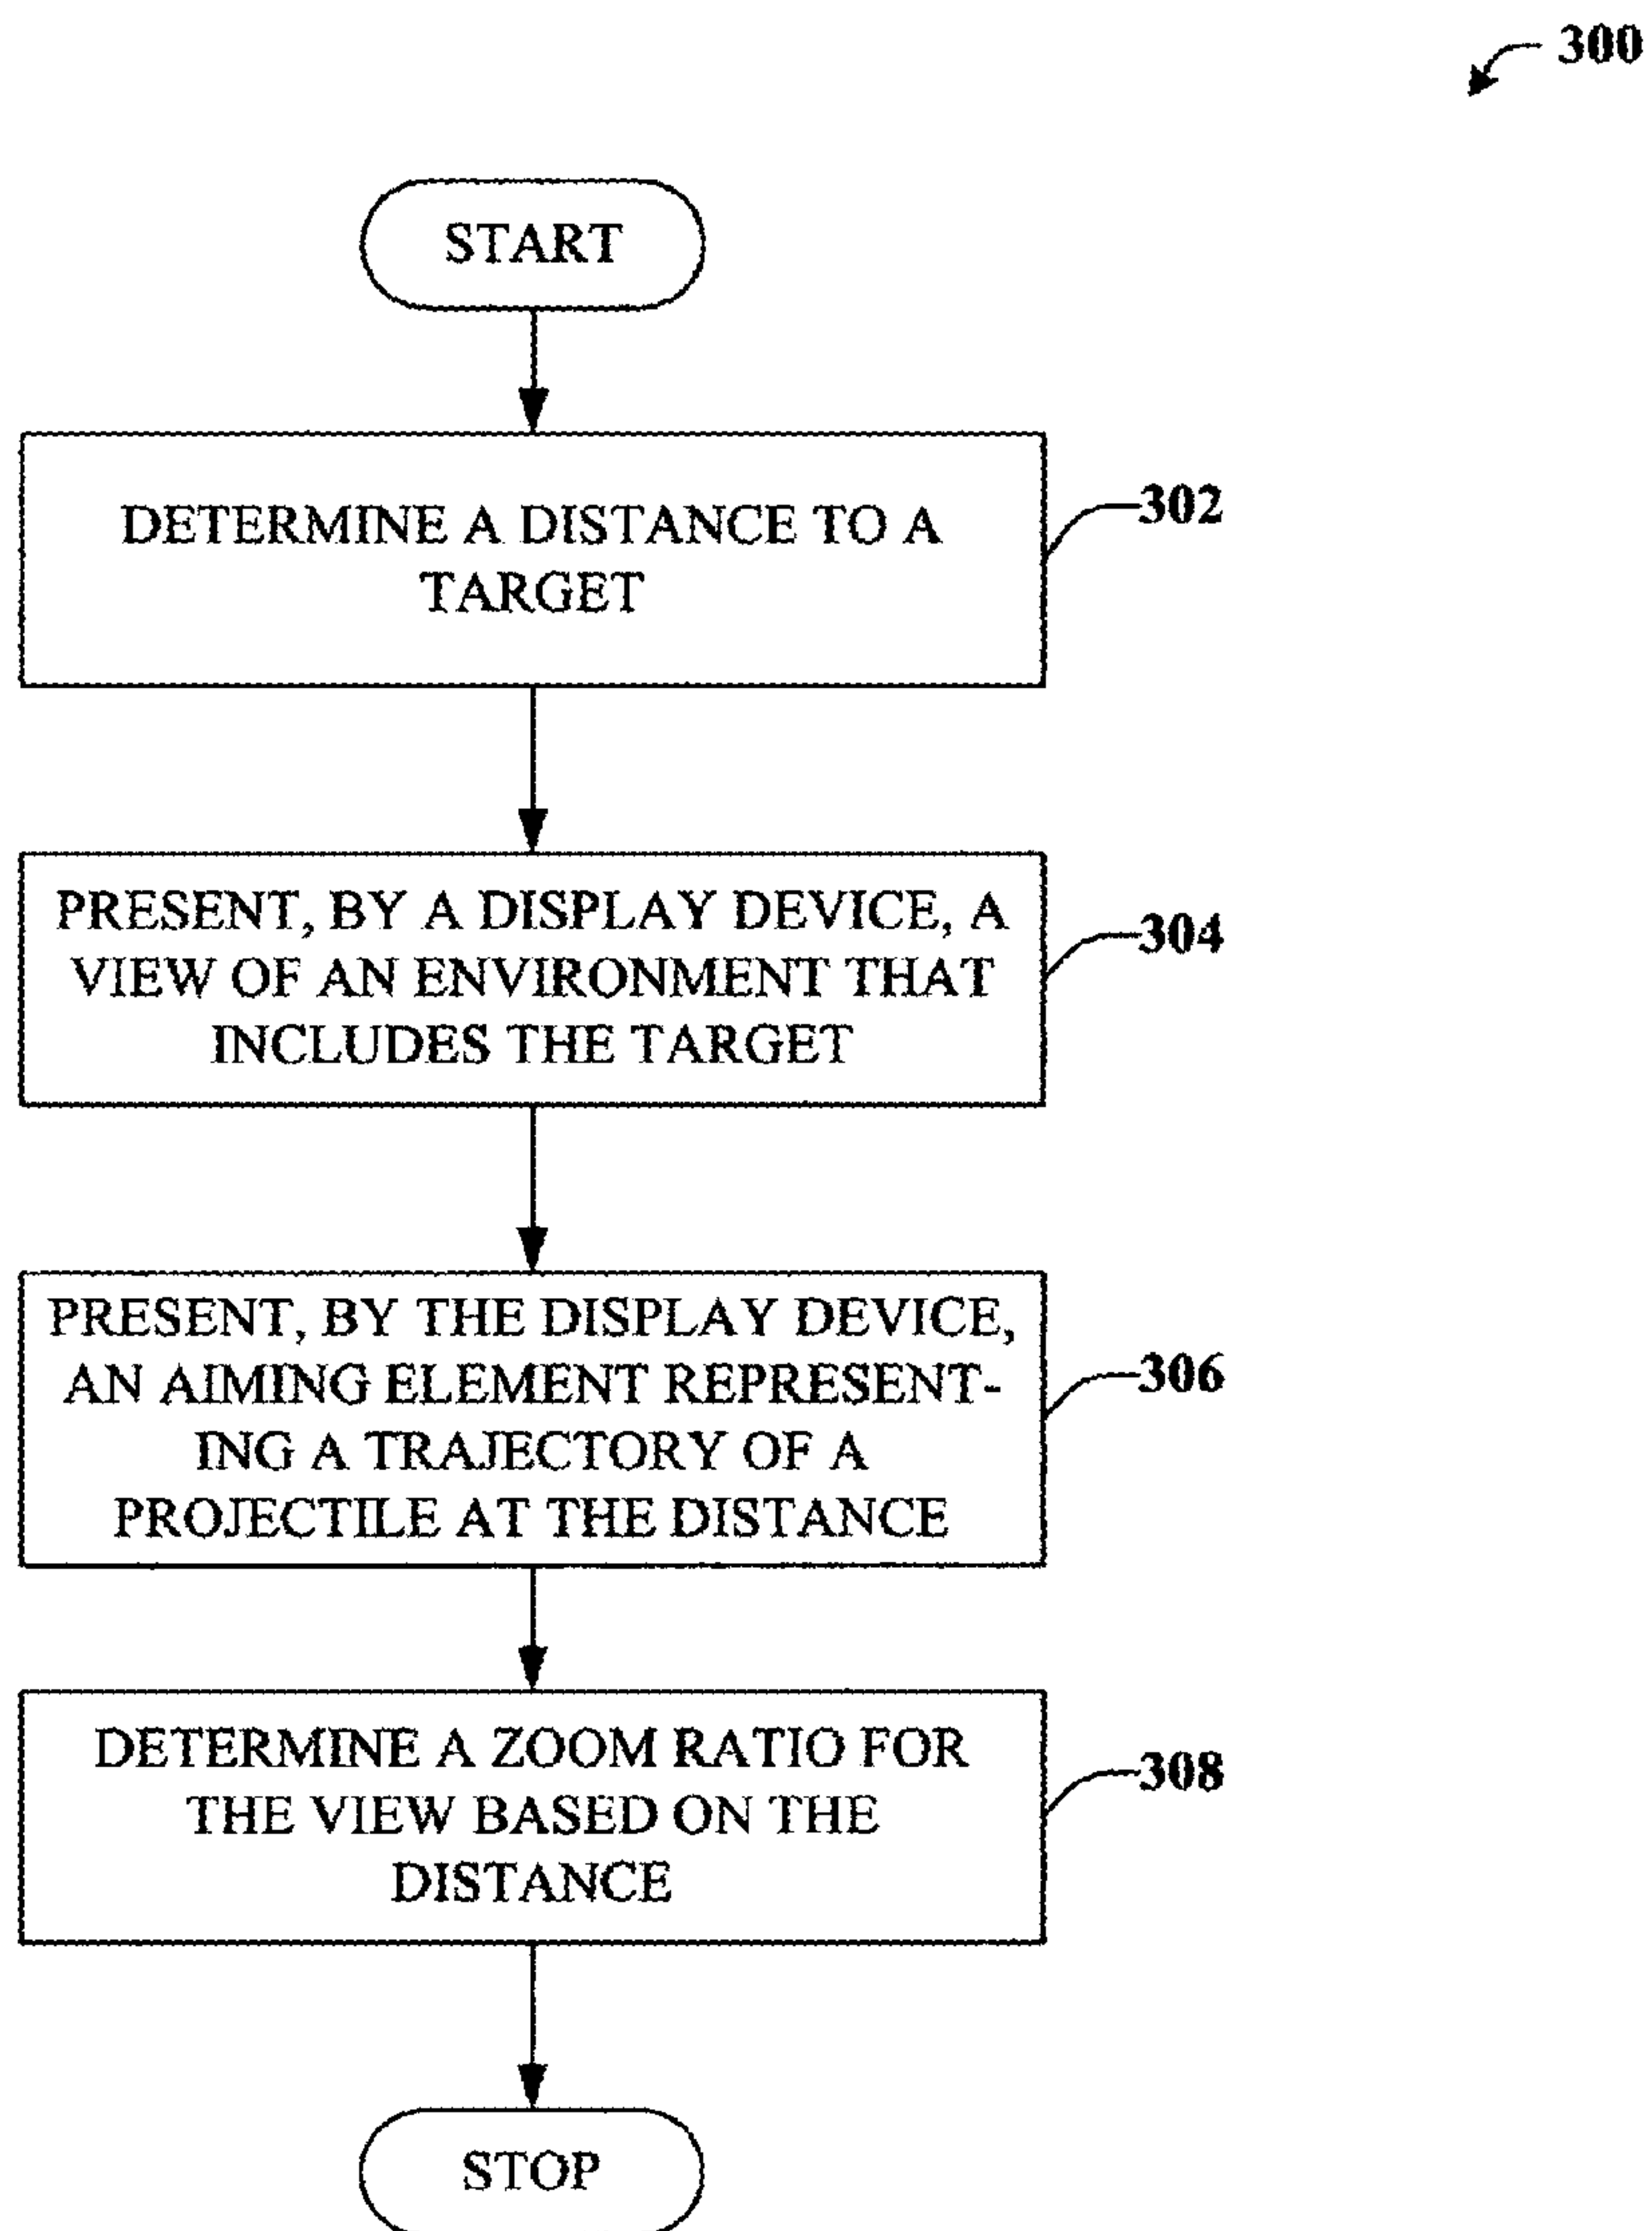 300
START
DETERMINE A DISTANCE TO A
TARGET
302
PRESENT, BY A DISPLAY DEVICE, A
VIEW OF AN ENVIRONMENT THAT
INCLUDES THE TARGET
304
PRESENT, BY THE DISPLAY DEVICE,
AN AIMING ELEMENT REPRESENT-
ING A TRAJECTORY OF A
PROJECTILE AT THE DISTANCE
306
DETERMINE A ZOOM RATIO FOR
THE VIEW BASED ON THE
DISTANCE
308
STOP